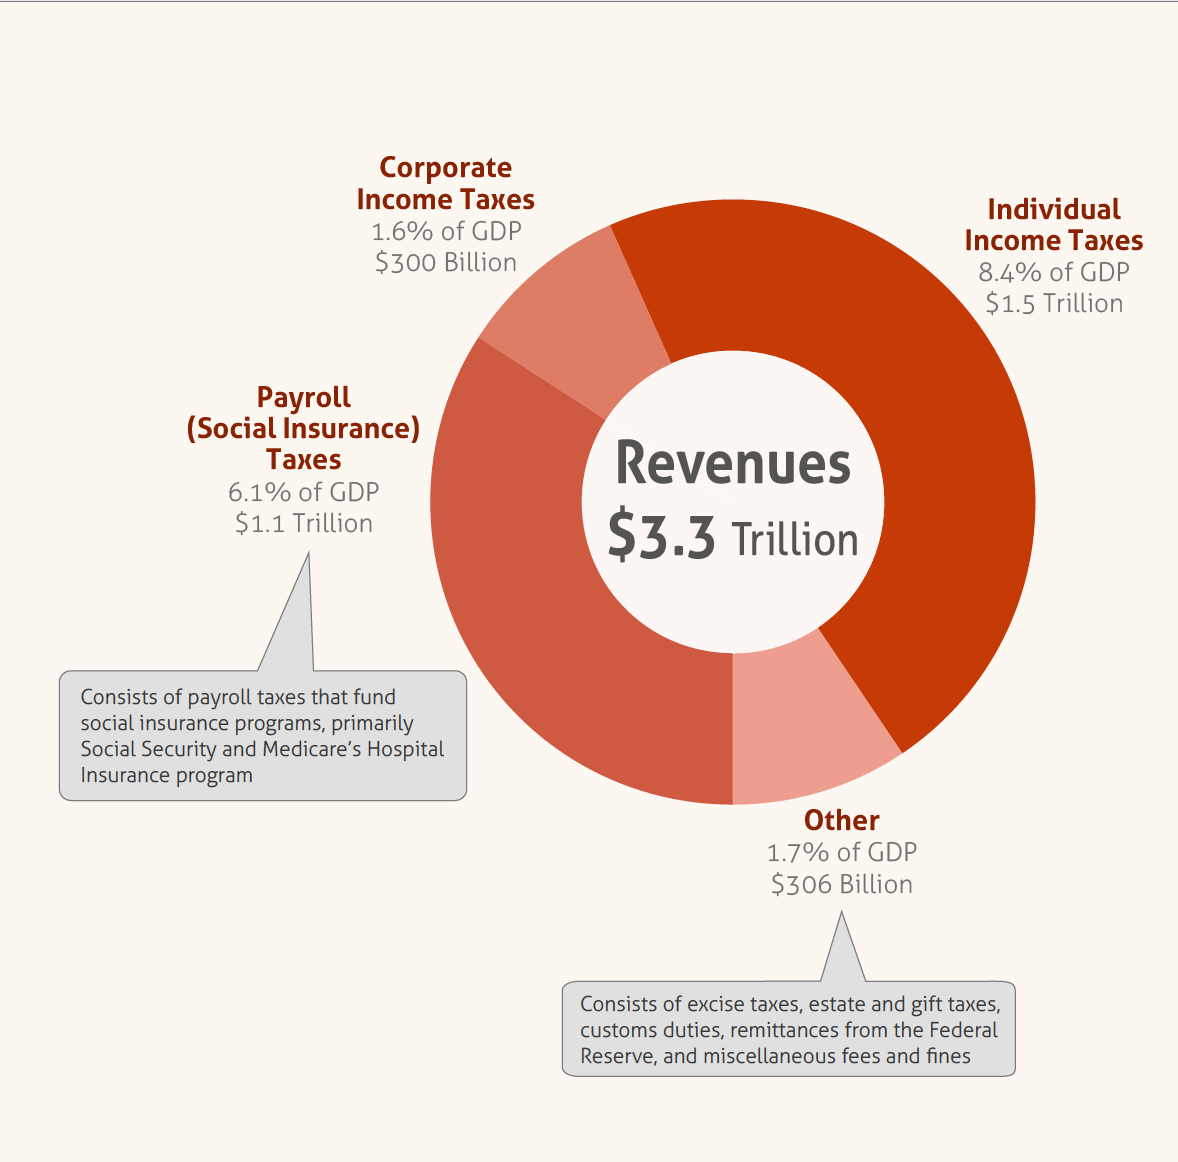 Corporate
Income Taxes
1.6% of GDP
$300 Billion
Individual
Income Taxes
8.4% of GDP
$1.5 Trillion
Payroll
(Social Insurance)
Taxes
6.1% of GDP
$1.1 Trillion
Revenues
$3.3 Trillion
Consists of payroll taxes that fund
social insurance programs, primarily
Social Security and Medicare’s Hospital
Insurance program
Other
1.7% of GDP
$306 Billion
Consists of excise taxes, estate and gift taxes,
customs duties, remittances from the Federal
Reserve, and miscellaneous fees and fines